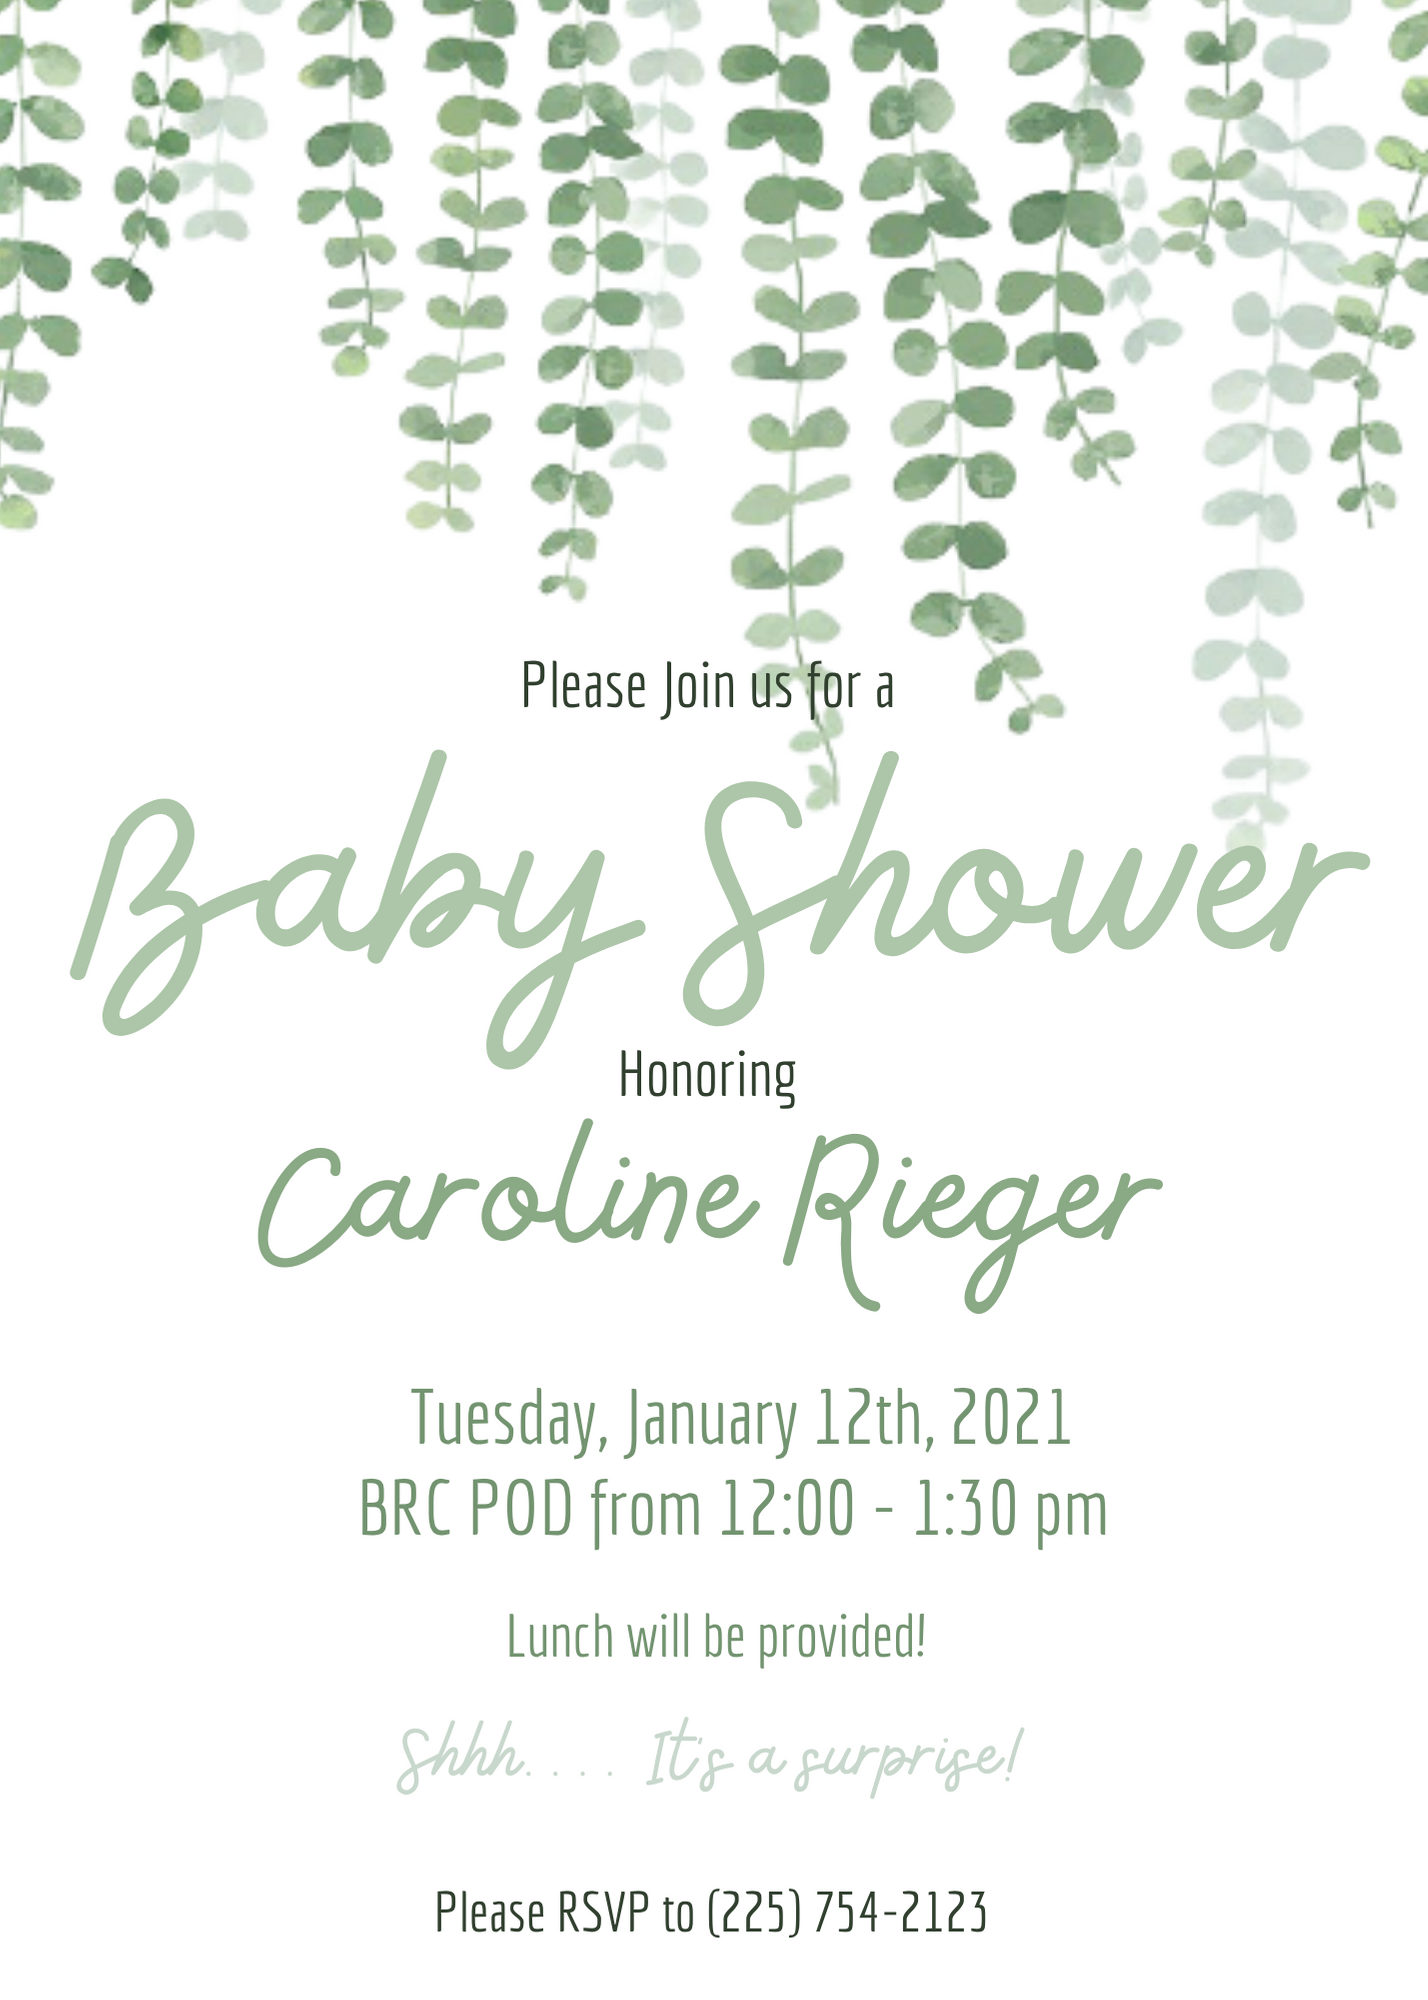 Please Join us for a
Baby Shower
Honoring
Caroline Rieger
Tuesday, January 12th, 2021
BRC POD from 12:00 - 1:30 pm
Lunch will be provided!
Shhh.... It's a surprise!
Please RSVP to (225) 754-2123